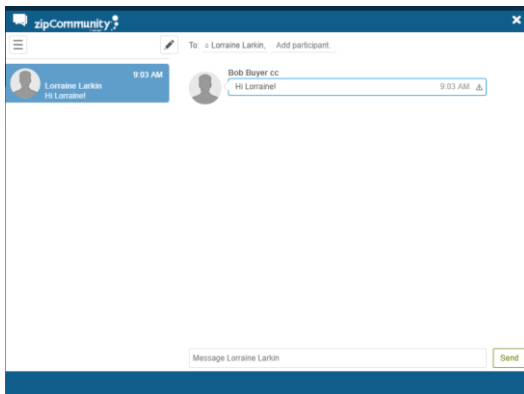 zipCommunity
To: Lorraine Larkin, Add participant.
9:03 AM
Lorraine Larkin
Hi Lorraine!
Bob Buyer cc
Hi Lorraine! 9:03 AM
Message Lorraine Larkin
Send